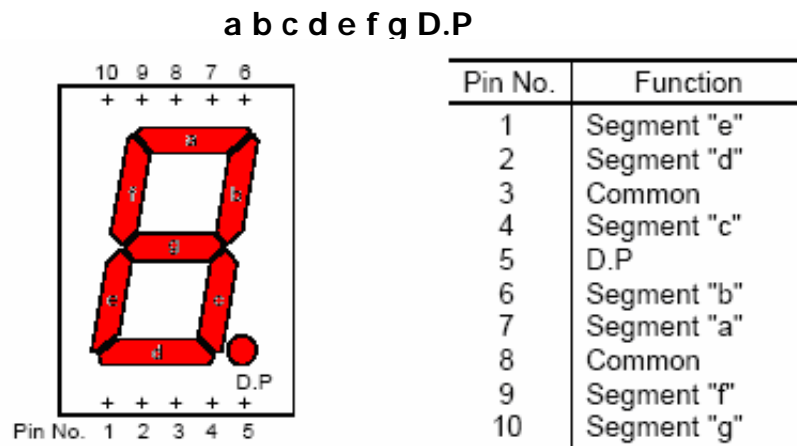 a b c d e f g D.P
10 9 8 7 6
+ + + + +
a
f b
g
e c
d
D.P
+ + + + +
Pin No. 1 2 3 4 5
Pin No. Function
1 Segment "e"
2 Segment "d"
3 Common
4 Segment "c"
5 D.P
6 Segment "b"
7 Segment "a"
8 Common
9 Segment "f"
10 Segment "g"